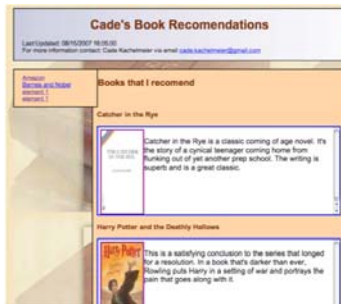 Cade's Book Recomendations
Last Updated: 08/15/2007 16:05:00
For more information contact: Cade Kachelmeier via email cade.kachelmeier@gmail.com
Amazon
Barnes and Noble
element 1
element 1
Books that I recomend
Catcher in the Rye
Catcher in the Rye is a classic coming of age novel. It's
the story of a cynical teenager coming home from
flunking out of yet another prep school. The writing is
superb and is a great classic.
Harry Potter and the Deathly Hallows
Harry Potter
This is a satisfying conclusion to the series that longed
for a resolution. In a book that's darker than ever,
Rowling puts Harry in a setting of war and portrays the
pain that goes along with it.